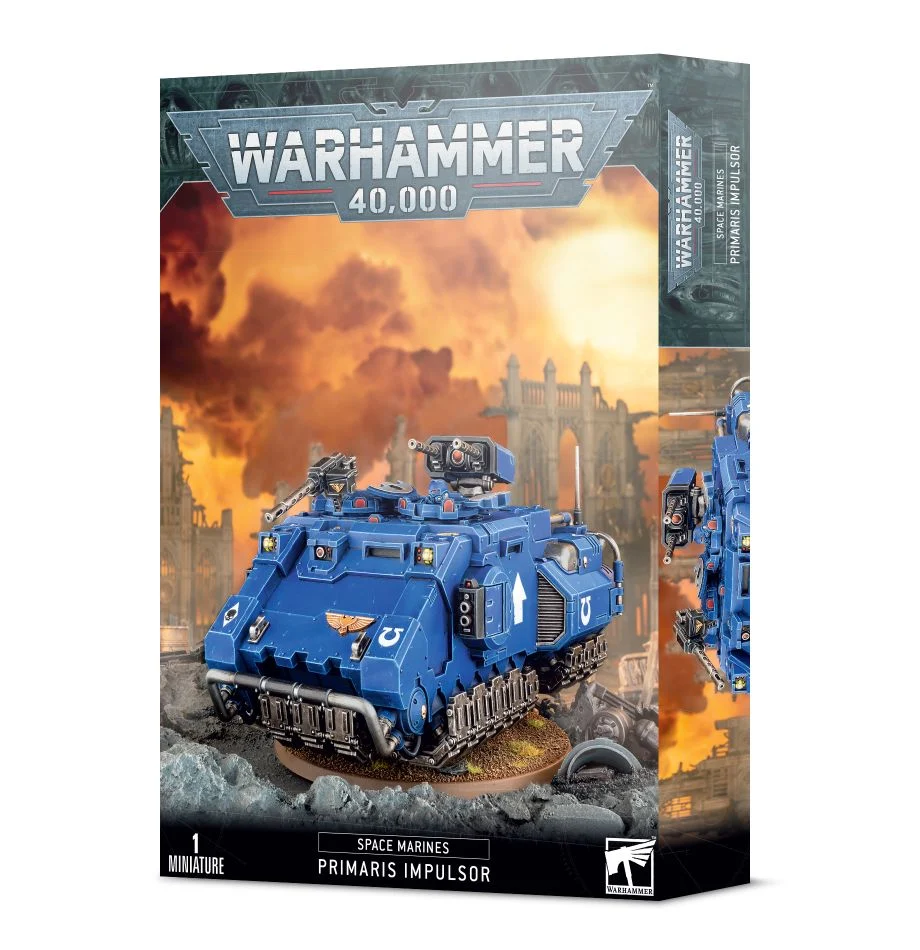 WARHAMMER
40,000
1
MINIATURE
SPACE MARINES
PRIMARIS IMPULSOR
WARHAMMER
WARHAMMER
40,000
SPACE MARINES
PRIMARIS IMPULSOR